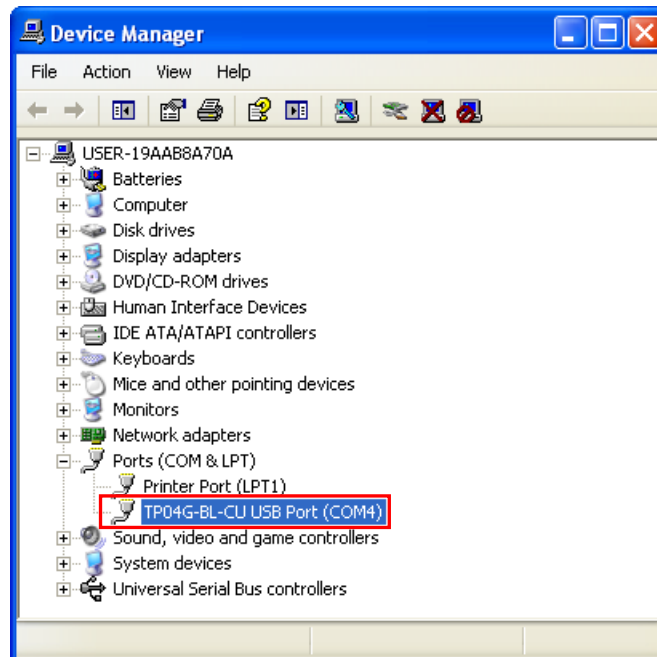 Device Manager
File Action View Help
USER-19AAB8A70A
Batteries
Computer
Disk drives
Display adapters
DVD/CD-ROM drives
Human Interface Devices
IDE ATA/ATAPI controllers
Keyboards
Mice and other pointing devices
Monitors
Network adapters
Ports (COM & LPT)
Printer Port (LPT1)
TP04G-BL-CU USB Port (COM4)
Sound, video and game controllers
System devices
Universal Serial Bus controllers